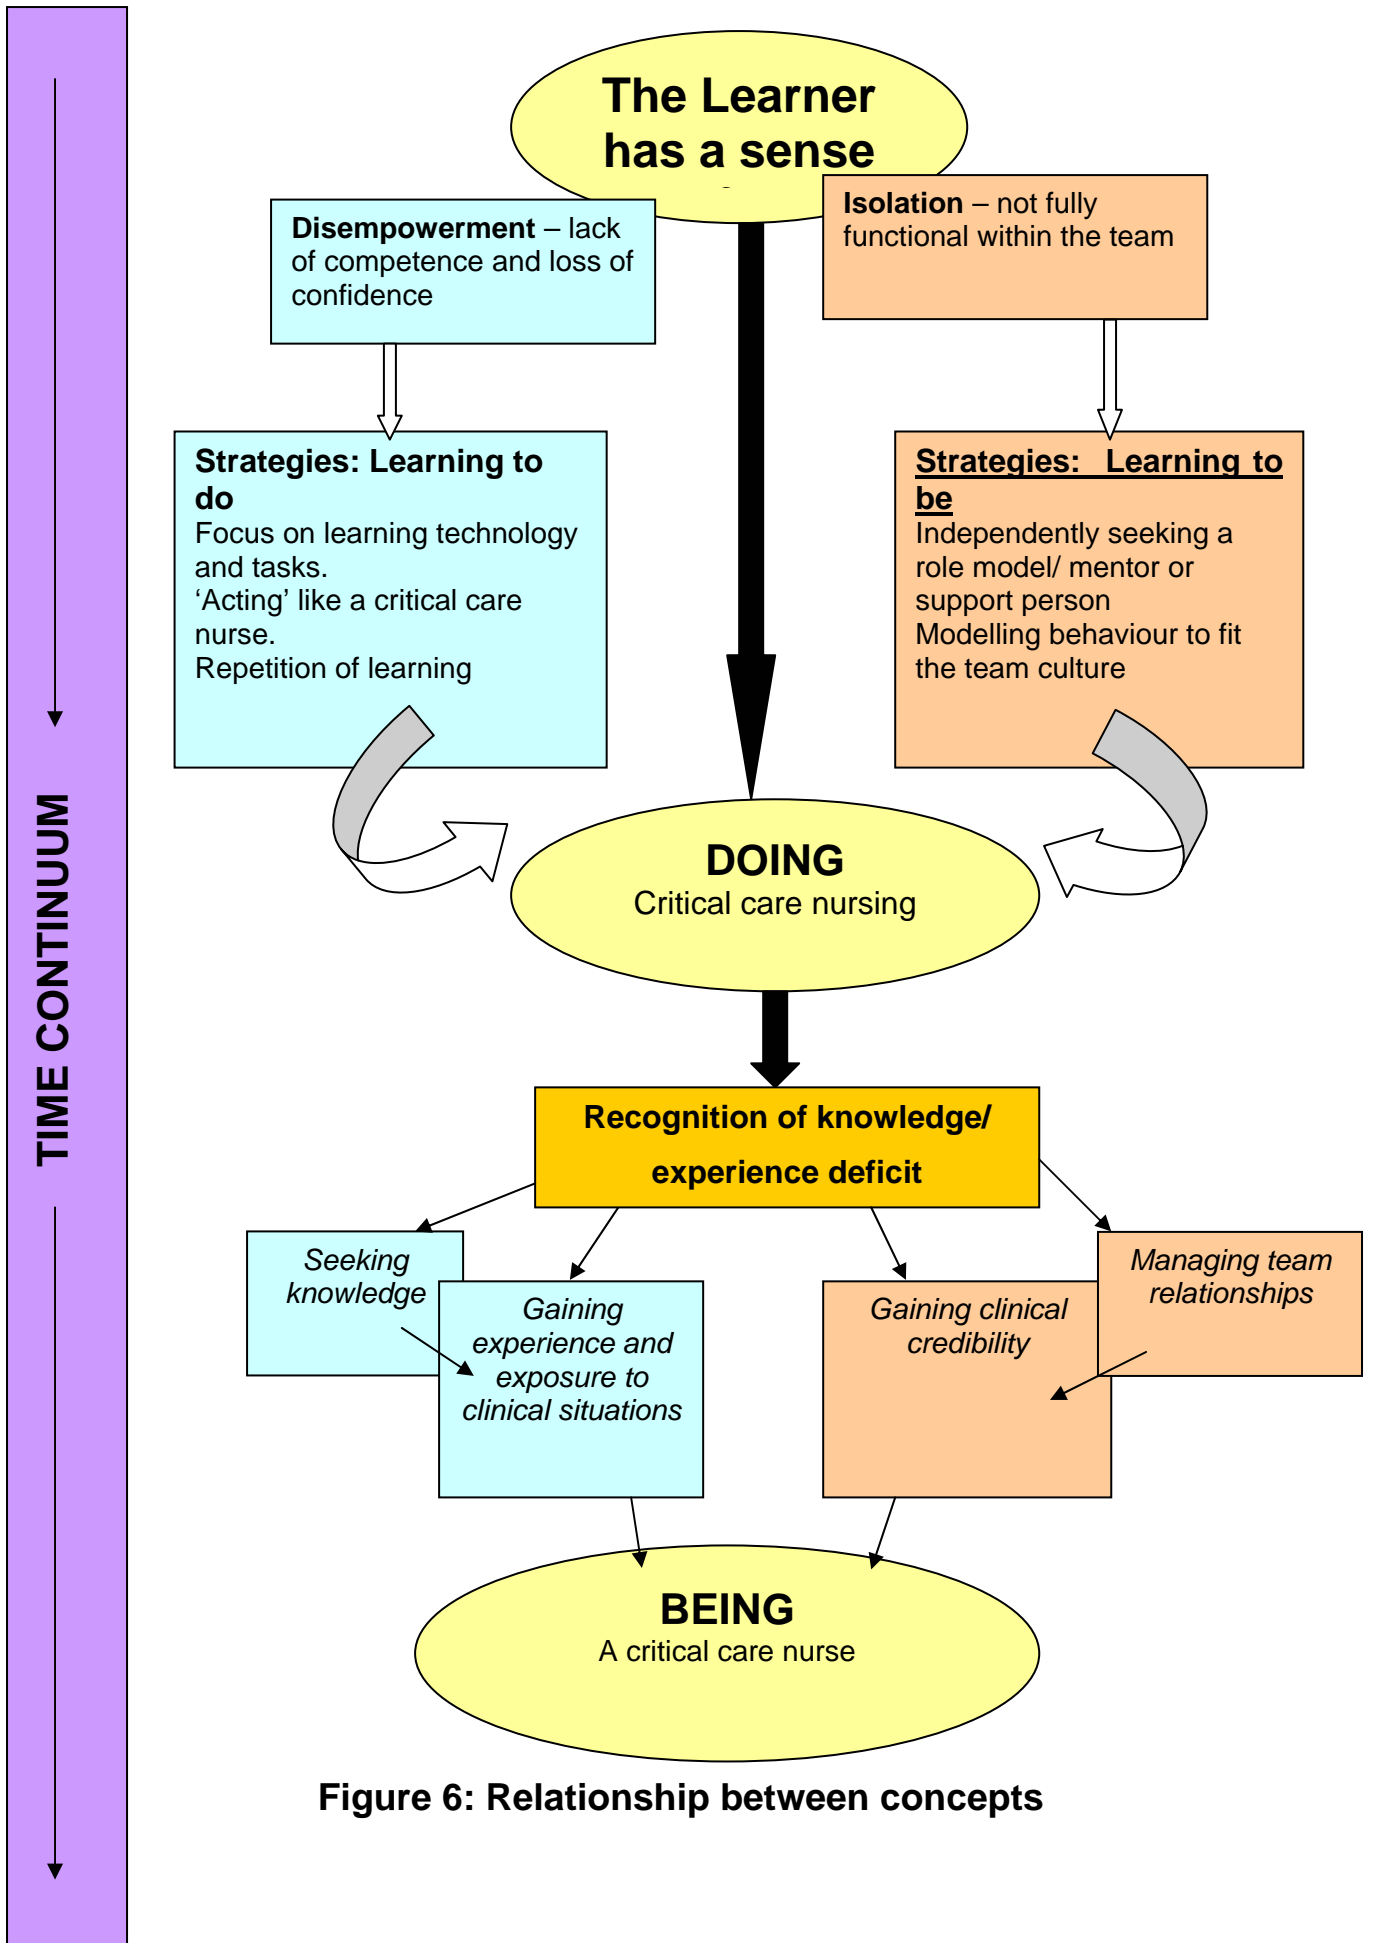 The Learner
has a sense
Disempowerment – lack
of competence and loss of
confidence
Isolation – not fully
functional within the team
Strategies: Learning to
do
Focus on learning technology
and tasks.
‘Acting’ like a critical care
nurse.
Repetition of learning
Strategies: Learning to
be
Independently seeking a
role model/ mentor or
support person
Modelling behaviour to fit
the team culture
TIME CONTINUUM
DOING
Critical care nursing
Recognition of knowledge/
experience deficit
Seeking
knowledge
Gaining
experience and
exposure to
clinical situations
Gaining clinical
credibility
Managing team
relationships
BEING
A critical care nurse
Figure 6: Relationship between concepts